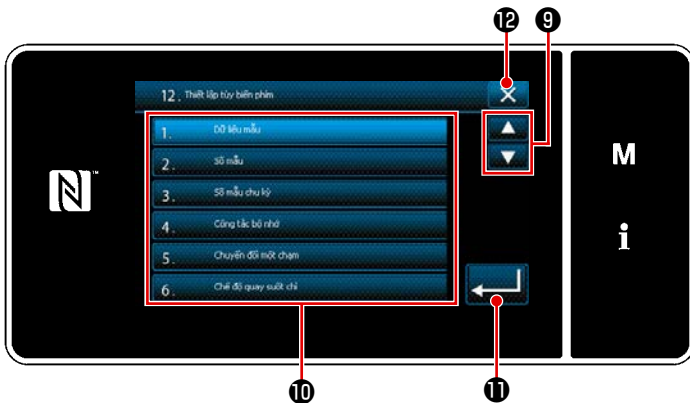 ⓬ ❾
12. Thiết lập tùy biến phím
1. Dữ liệu mẫu
2. Số mẫu
3. Số mẫu chu kỳ
4. Công tắc bộ nhớ
5. Chuyển đổi một chạm
6. Chế độ quay suốt chỉ
M
i
❿ ⓫